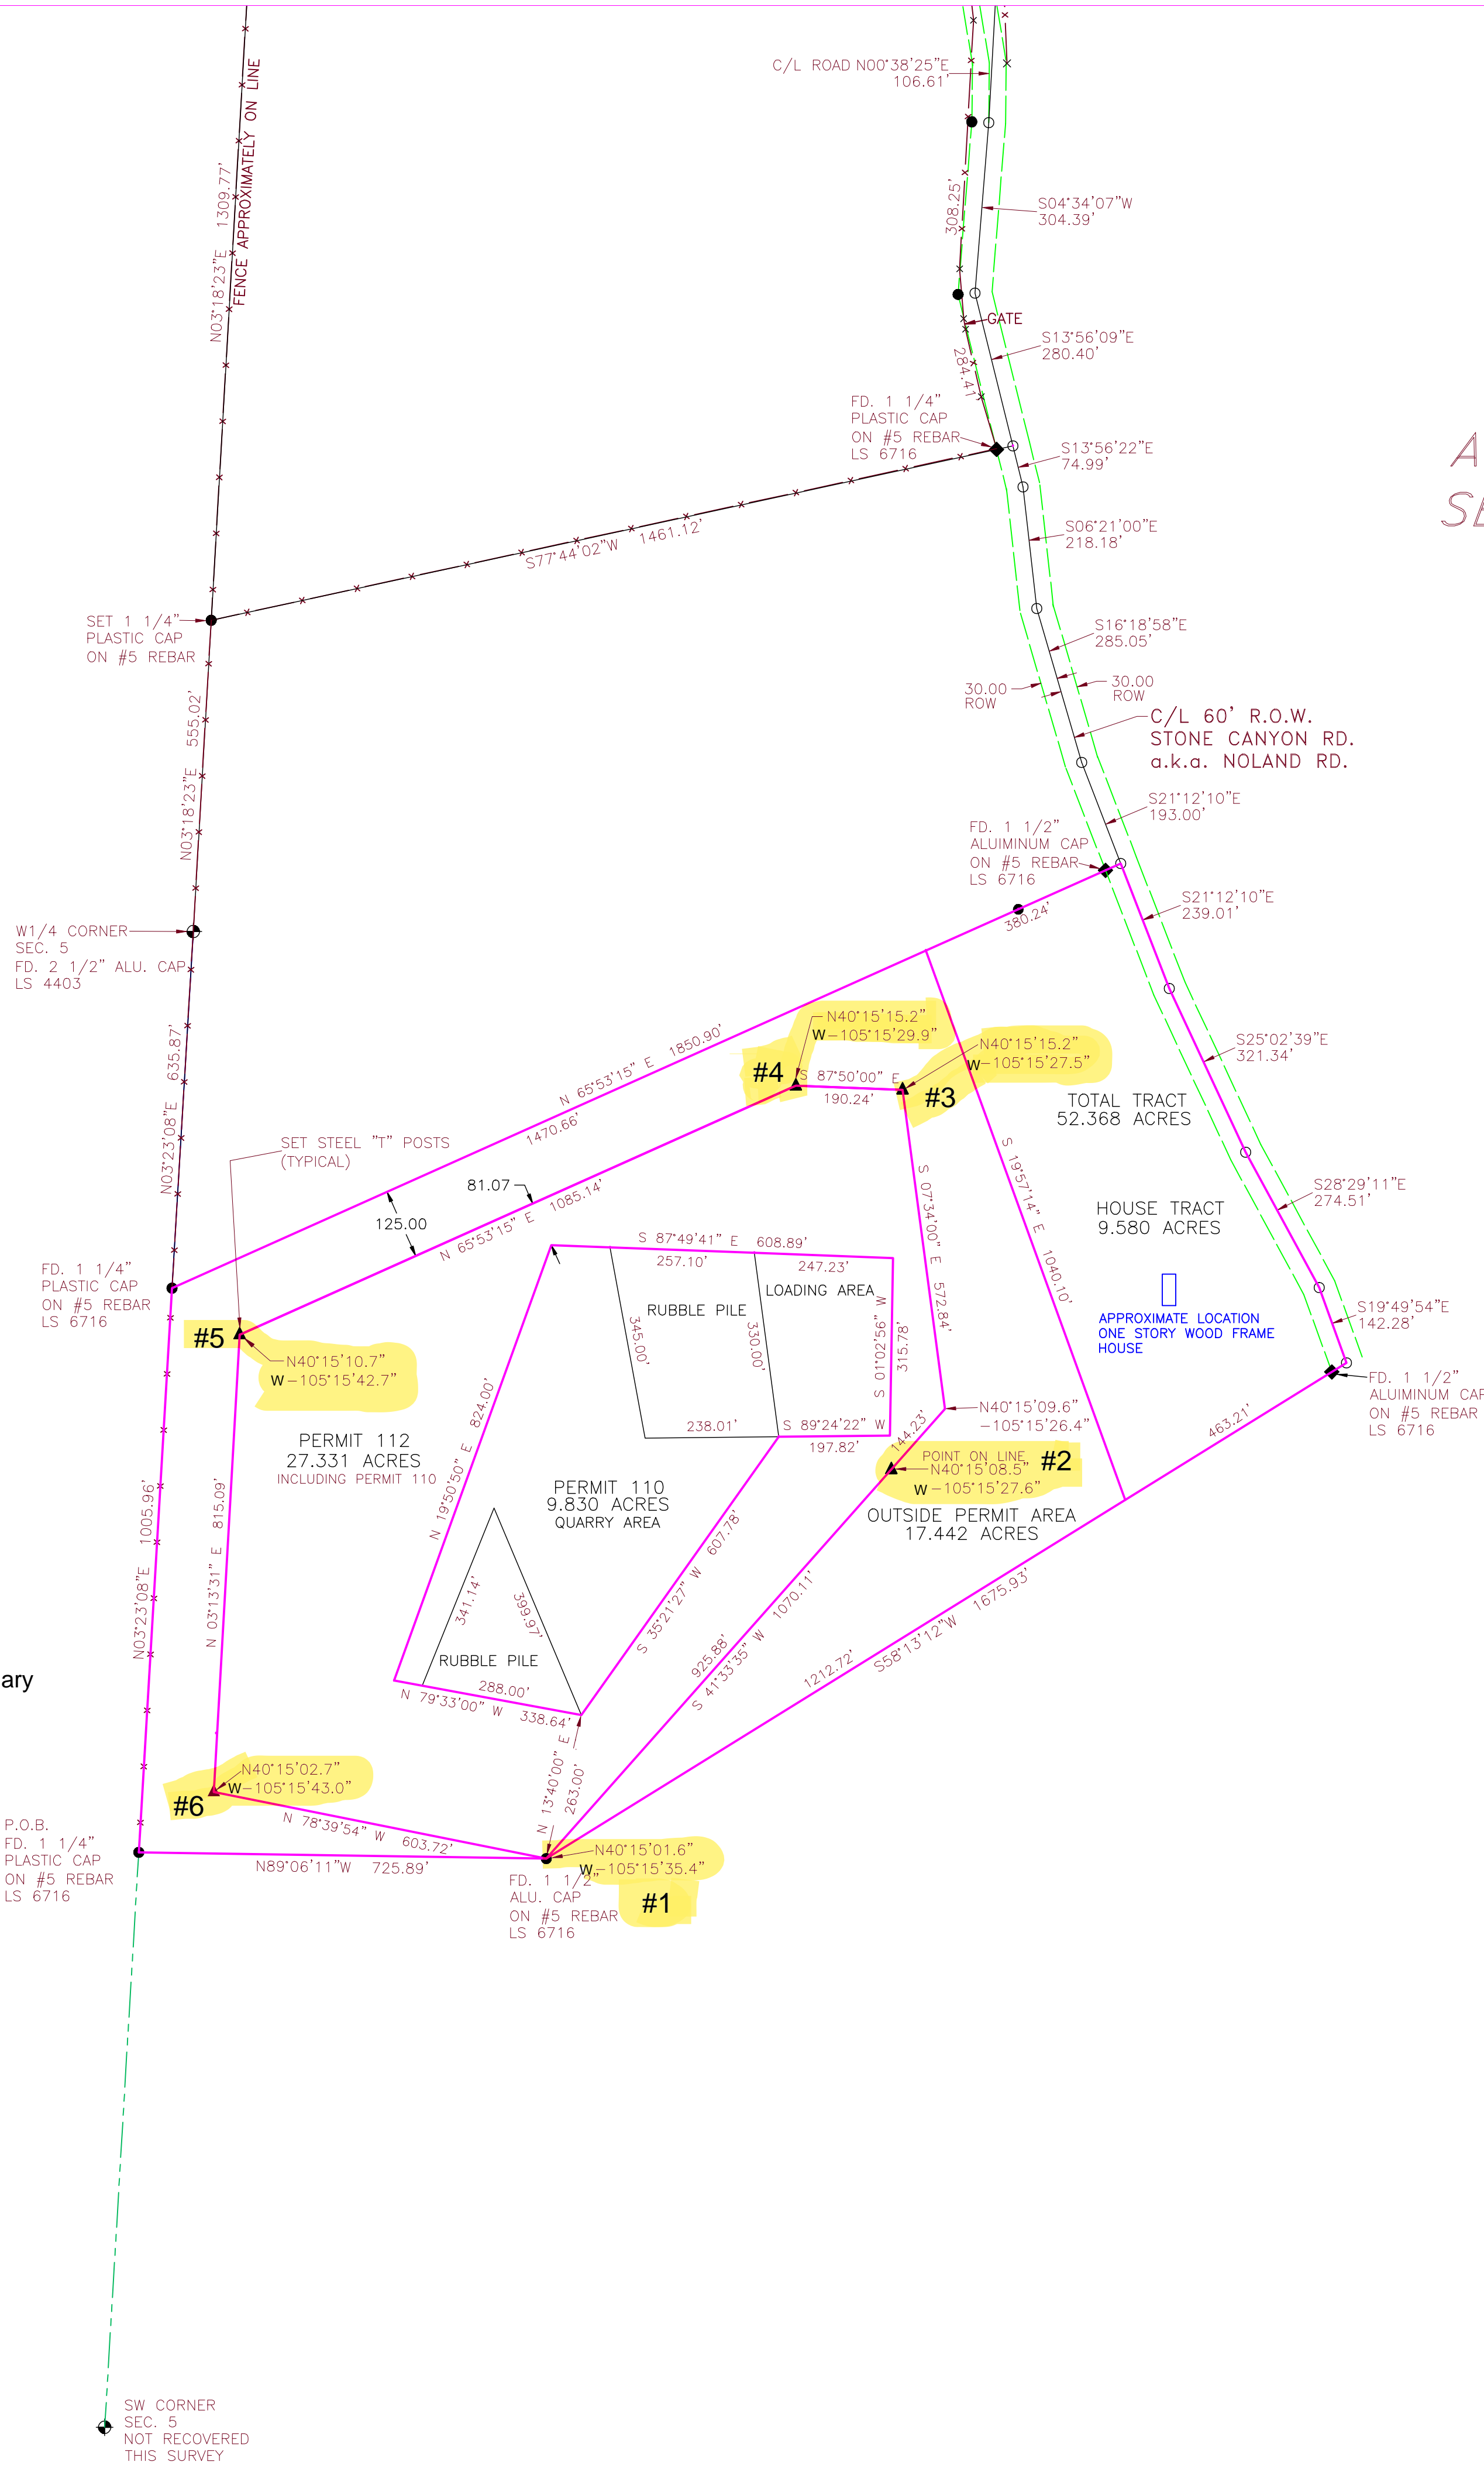 C/L ROAD N00°38'25"E
106.61'
FENCE APPROXIMATELY ON LINE
N03°18'23"E 1309.77'
308.25'
S04°34'07"W
304.39'
GATE
S13°56'09"E
280.40'
284.41'
FD. 1 1/4"
PLASTIC CAP
ON #5 REBAR
LS 6716
S13°56'22"E
74.99'
A
SE
S77°44'02"W 1461.12'
S06°21'00"E
218.18'
SET 1 1/4"
PLASTIC CAP
ON #5 REBAR
S16°18'58"E
285.05'
30.00
ROW
30.00
ROW
N03°18'23"E 555.02'
C/L 60' R.O.W.
STONE CANYON RD.
a.k.a. NOLAND RD.
S21°12'10"E
193.00'
FD. 1 1/2"
ALUIMINUM CAP
ON #5 REBAR
LS 6716
S21°12'10"E
239.01'
380.24'
W1/4 CORNER
SEC. 5
FD. 2 1/2" ALU. CAP
LS 4403
N03°23'08"E 635.87'
N 65°53'15" E 1850.90'
1470.66'
N40°15'15.2"
W-105°15'29.9"
#4
S 87°50'00" E
190.24'
N40°15'15.2"
W-105°15'27.5"
#3
S25°02'39"E
321.34'
TOTAL TRACT
52.368 ACRES
SET STEEL "T" POSTS
(TYPICAL)
81.07
125.00
N 65°53'15" E 1085.14'
S 07°34'00" E 572.84'
S 19°57'14" E 1040.10'
HOUSE TRACT
9.580 ACRES
S28°29'11"E
274.51'
S 87°49'41" E 608.89'
257.10'
247.23'
LOADING AREA
RUBBLE PILE
345.00'
330.00'
S 01°02'56" W
315.78'
FD. 1 1/4"
PLASTIC CAP
ON #5 REBAR
LS 6716
APPROXIMATE LOCATION
ONE STORY WOOD FRAME
HOUSE
S19°49'54"E
142.28'
#5
N40°15'10.7"
W-105°15'42.7"
FD. 1 1/2"
ALUIMINUM CAP
ON #5 REBAR
LS 6716
463.21'
N40°15'09.6"
-105°15'26.4"
144.23'
238.01'
S 89°24'22" W
197.82'
PERMIT 112
27.331 ACRES
INCLUDING PERMIT 110
N 19°50'50" E 824.00'
POINT ON LINE
#2
N40°15'08.5"
W-105°15'27.6"
PERMIT 110
9.830 ACRES
QUARRY AREA
OUTSIDE PERMIT AREA
17.442 ACRES
N03°23'08"E 1005.96'
N 03°13'31" E 815.09'
341.14'
399.97'
S 35°21'27" W 607.78'
925.88'
S 41°33'35" W 1070.11'
1212.72'
S58°13'12"W 1675.93'
RUBBLE PILE
288.00'
N 79°33'00" W 338.64'
ary
N 13°40'00" E
263.00'
N40°15'02.7"
W-105°15'43.0"
#6
N 78°39'54" W 603.72'
P.O.B.
FD. 1 1/4"
PLASTIC CAP
ON #5 REBAR
LS 6716
N89°06'11"W 725.89'
N40°15'01.6"
W-105°15'35.4"
FD. 1 1/2"
ALU. CAP
ON #5 REBAR
LS 6716
#1
SW CORNER
SEC. 5
NOT RECOVERED
THIS SURVEY